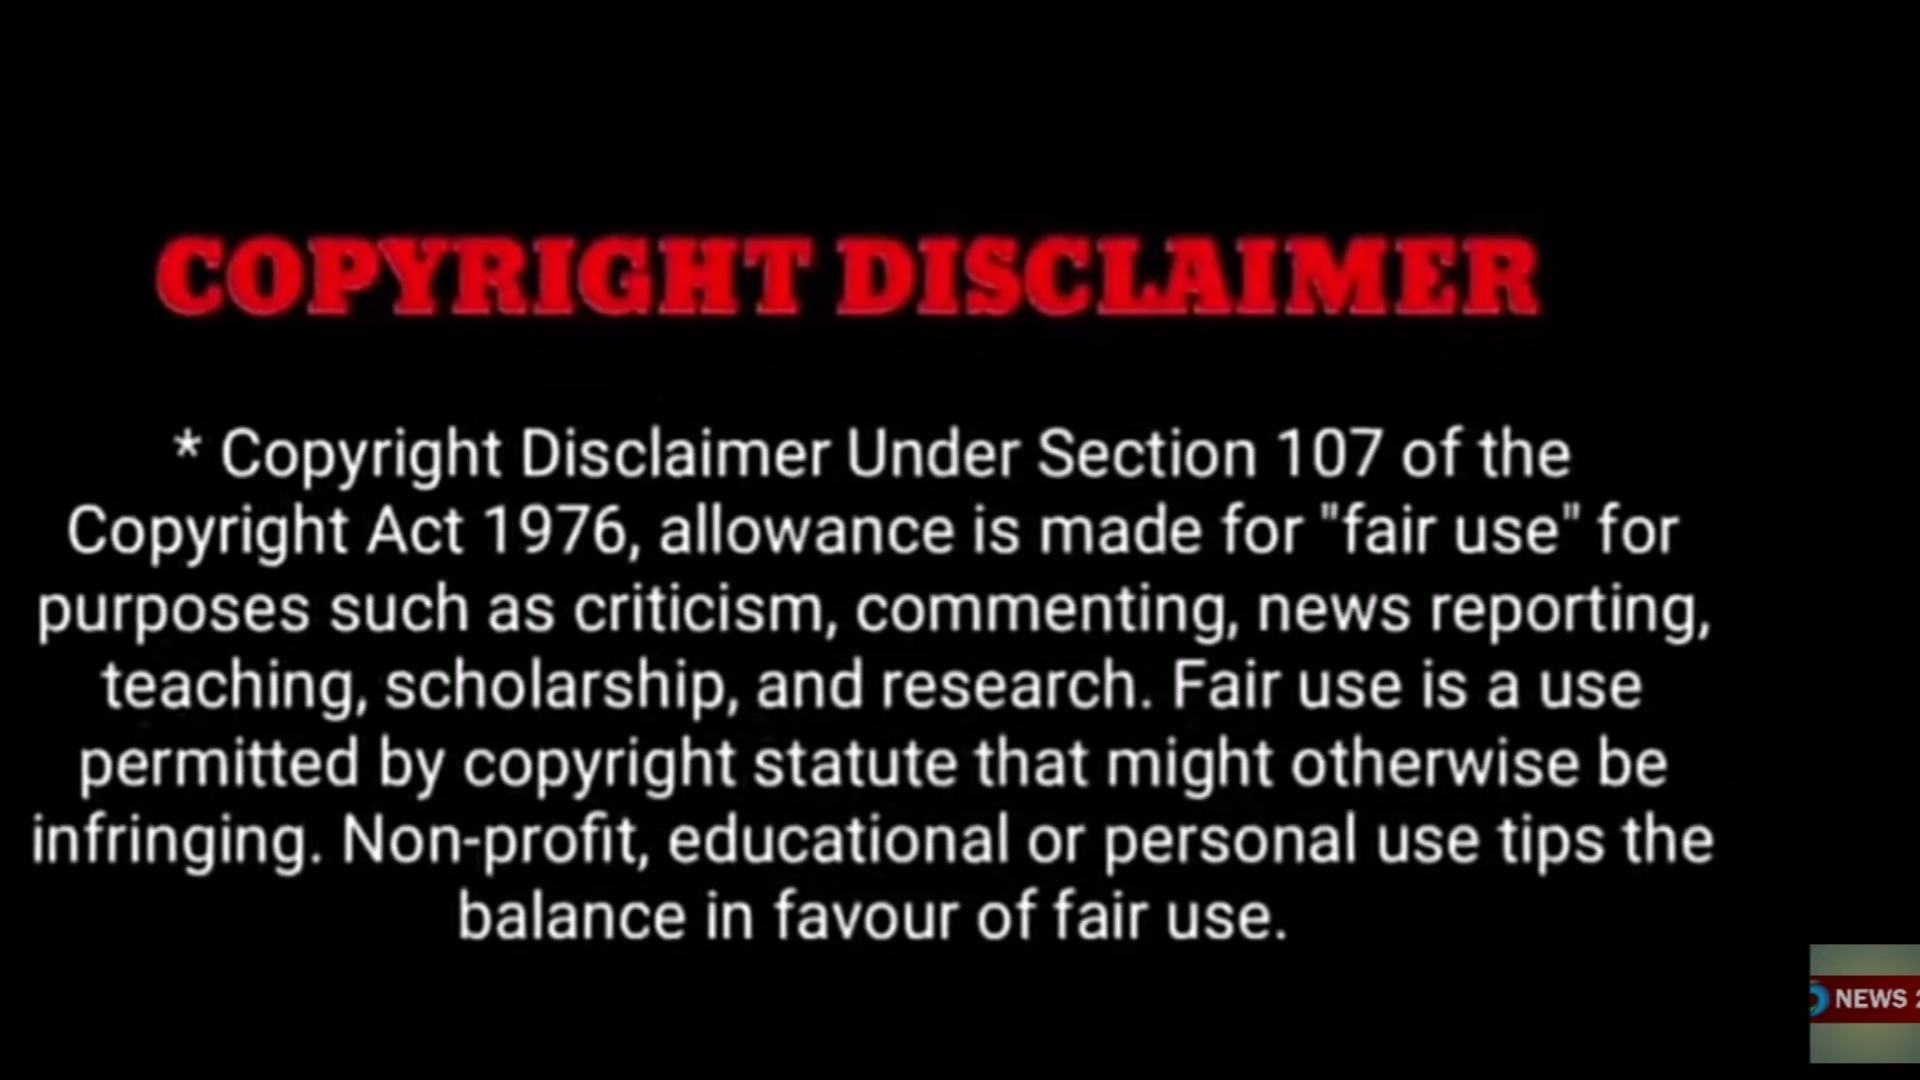 COPYRIGHT DISCLAIMER
* Copyright Disclaimer Under Section 107 of the
Copyright Act 1976, allowance is made for "fair use" for
purposes such as criticism, commenting, news reporting,
teaching, scholarship, and research. Fair use is a use
permitted by copyright statute that might otherwise be
infringing. Non-profit, educational or personal use tips the
balance in favour of fair use.
NEWS